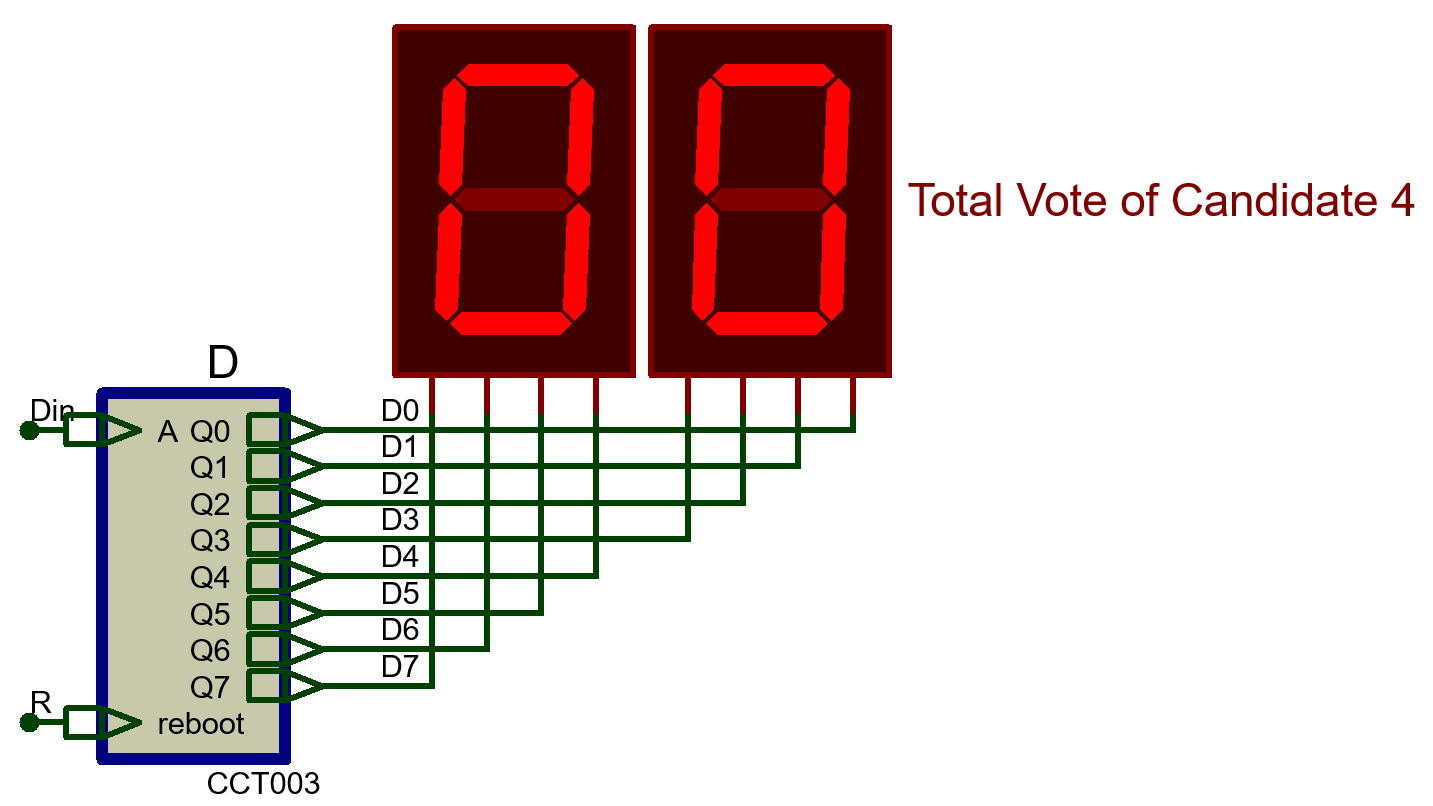 00
Total Vote of Candidate 4
D
Din
A Q0 D0
Q1 D1
Q2 D2
Q3 D3
Q4 D4
Q5 D5
Q6 D6
Q7 D7
R
reboot
CCT003